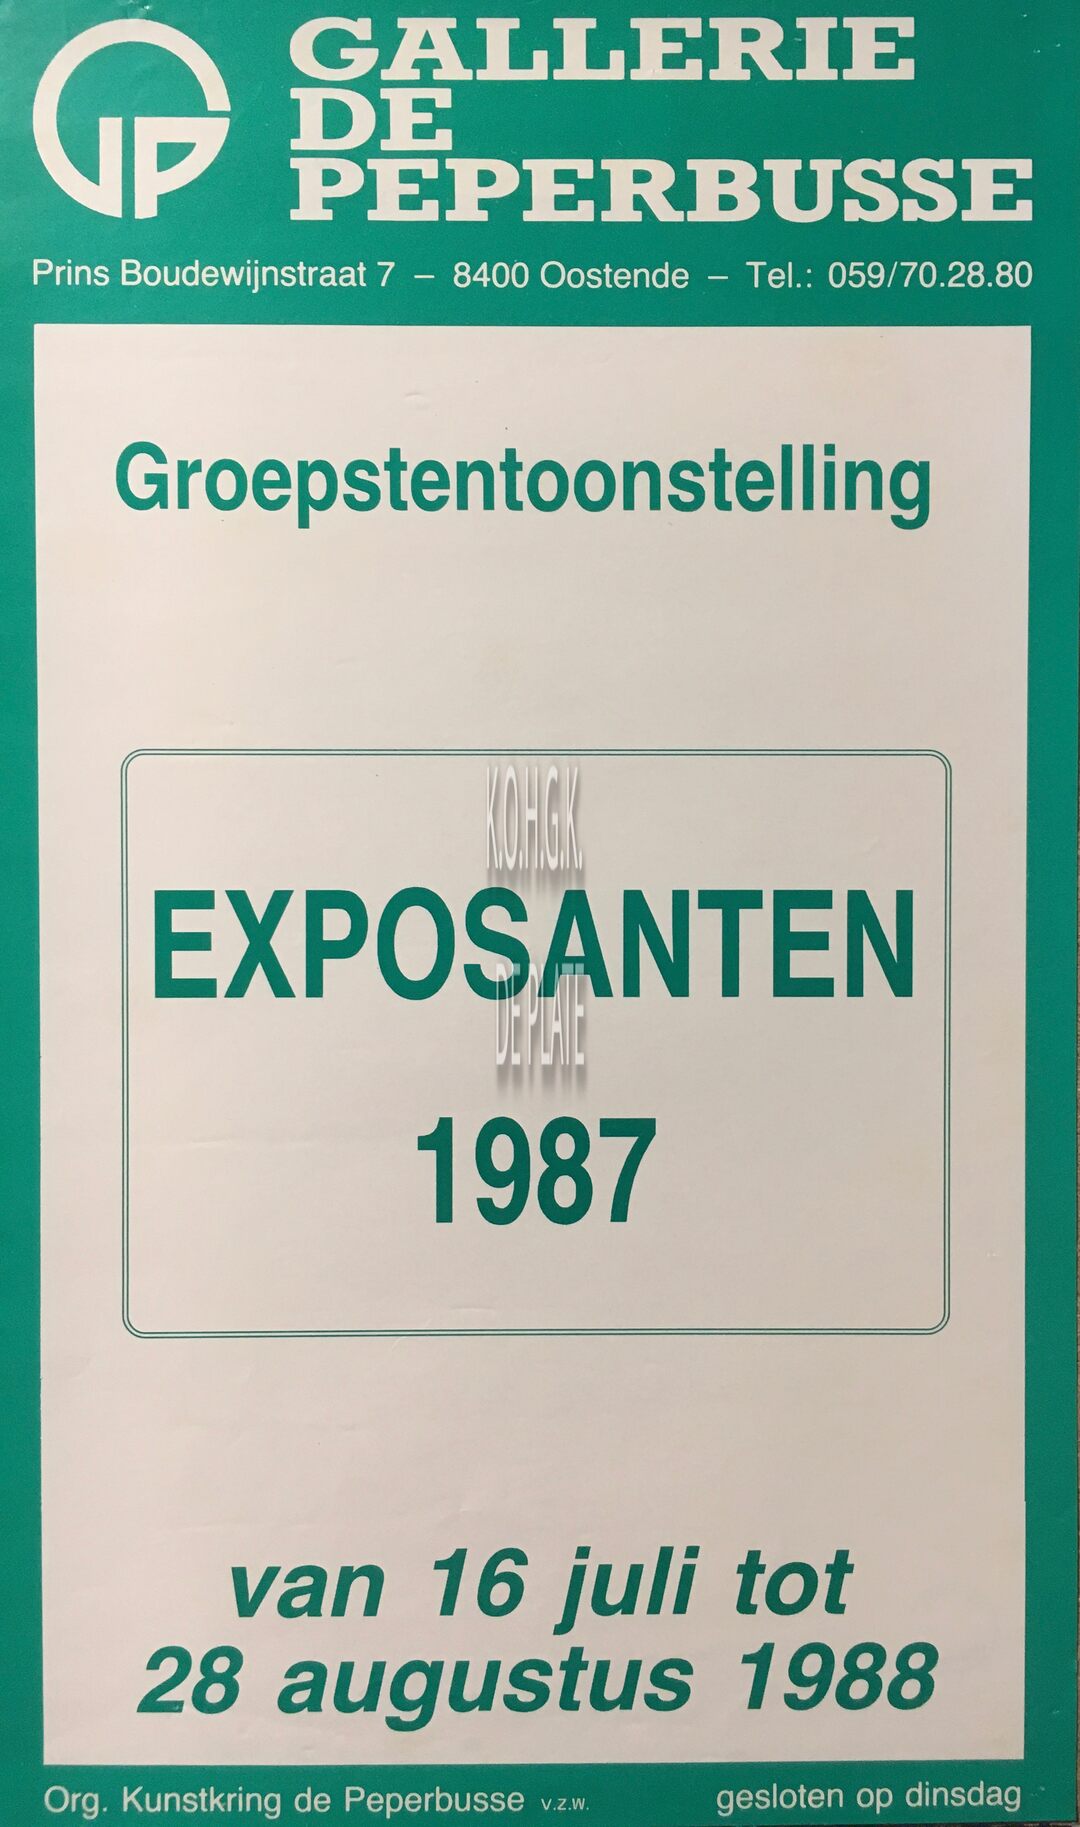 GP
GALLERIE
DE
PEPERBUSSE
Prins Boudewijnstraat 7 – 8400 Oostende – Tel.: 059/70.28.80
Groepstentoonstelling
K.O.H.G.K.
EXPOSANTEN
DE PLATE
1987
van 16 juli tot
28 augustus 1988
Org. Kunstkring de Peperbusse v.z.w.
gesloten op dinsdag